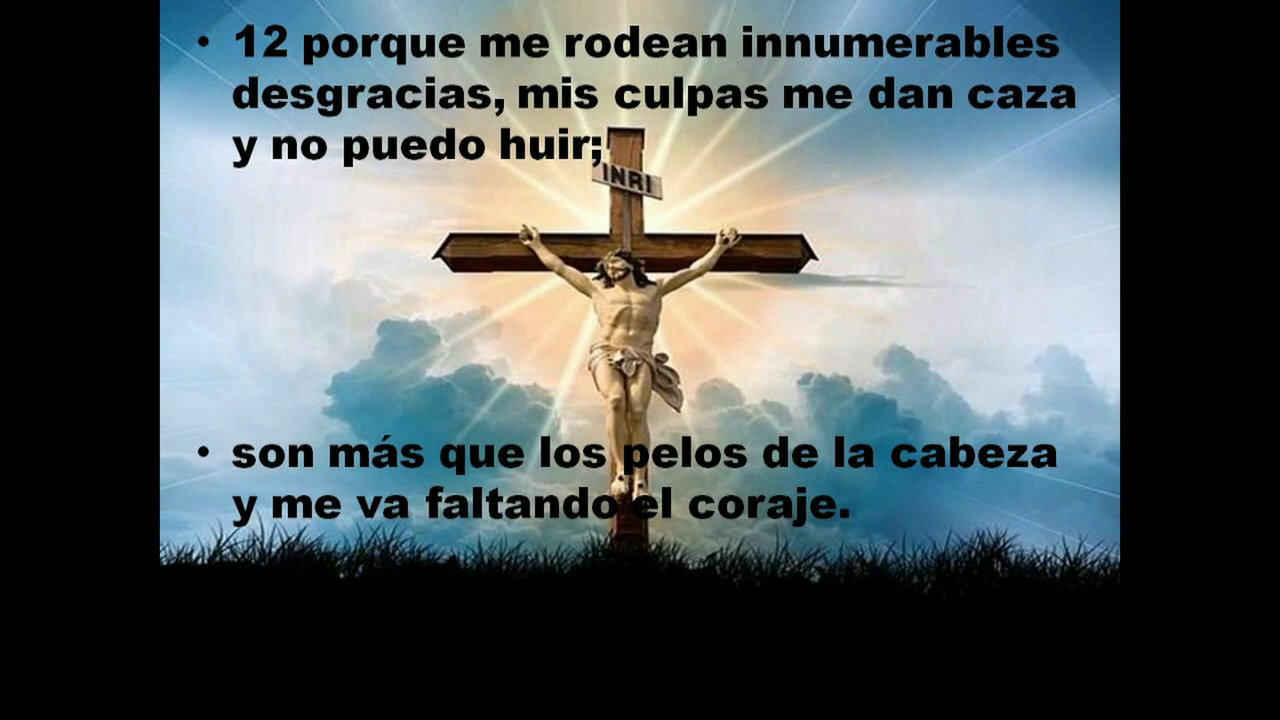 • 12 porque me rodean innumerables
desgracias, mis culpas me dan caza
y no puedo huir;
INRI
• son más que los pelos de la cabeza
y me va faltando el coraje.